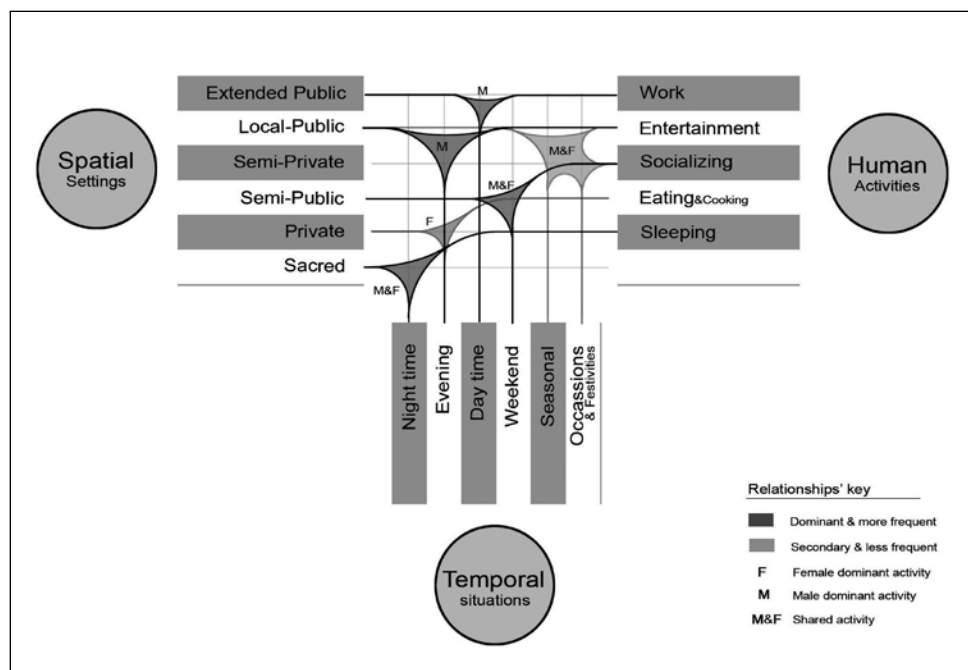 Extended Public
Local-Public
Semi-Private
Semi-Public
Private
Sacred
Spatial
Settings
M
M
M&F
M&F
F
M&F
Work
Entertainment
Socializing
Eating&Cooking
Sleeping
Human
Activities
Night time
Evening
Day time
Weekend
Seasonal
Occassions
& Festivities
Temporal
situations
Relationships' key
Dominant & more frequent
Secondary & less frequent
F Female dominant activity
M Male dominant activity
M&F Shared activity